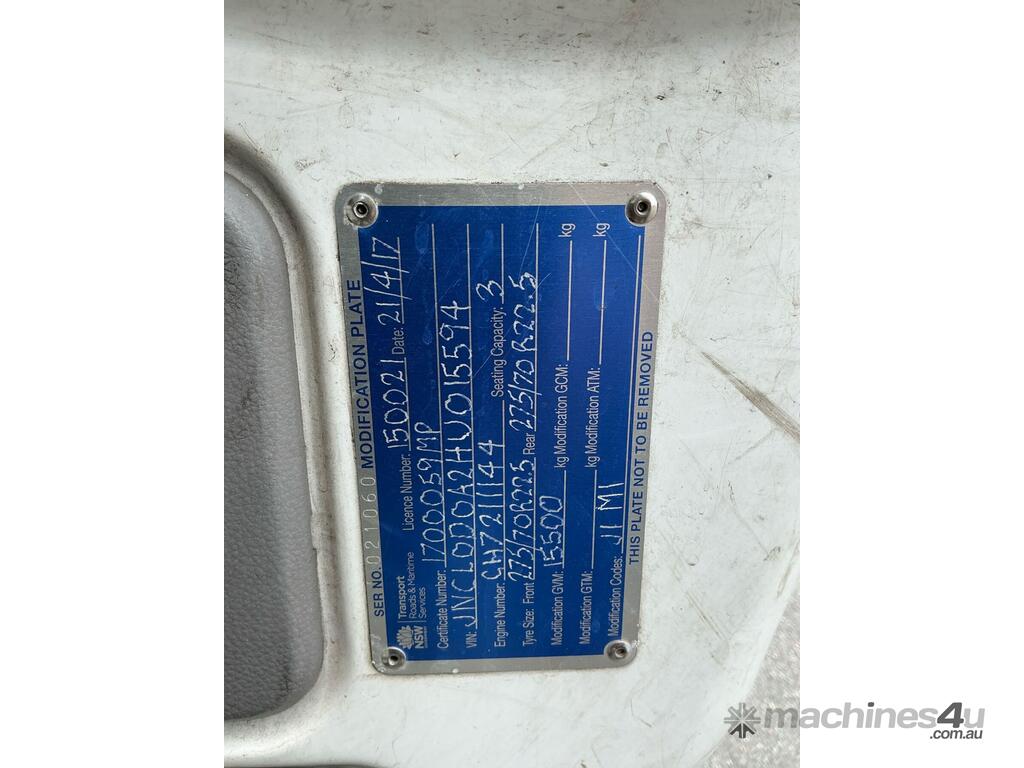 SER NO. 021060 MODIFICATION PLATE
NSW
Transport
Roads & Maritime
Services
Licence Number: 150021 Date: 21/4/17
Certificate Number: 1700059MP
VIN: JNCL0D0A2HU015594
Engine Number: GH7211144 Seating Capacity: 3
Tyre Size: Front 275/70R22.5 Rear 275/70R22.5
Modification GVM: 15500 kg Modification GCM: kg
Modification GTM: kg Modification ATM: kg
Modification Codes: J1 M1
THIS PLATE NOT TO BE REMOVED
machines4u
.com.au